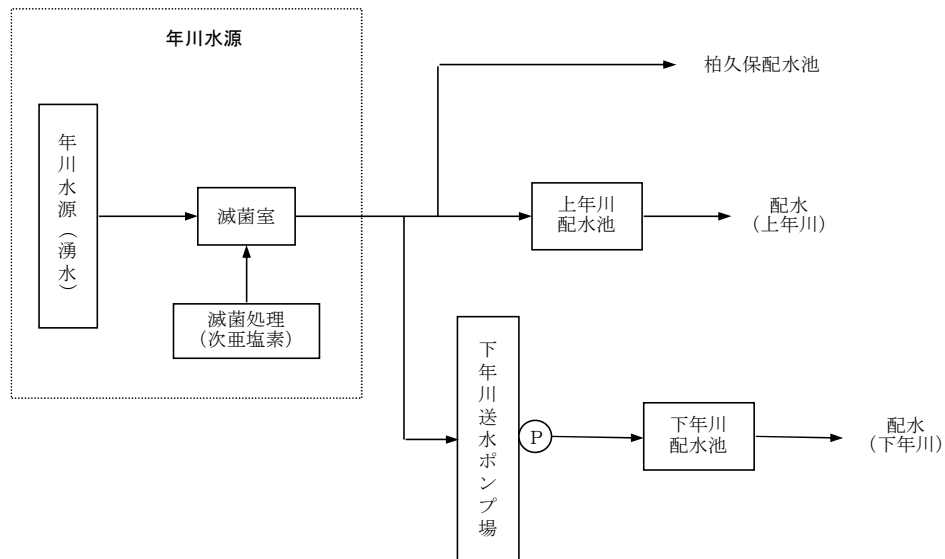 年川水源
柏久保配水池
年川水源（湧水）
滅菌室
上年川
配水池
配水
（上年川）
滅菌処理
（次亜塩素）
下年川送水ポンプ場
P
下年川
配水池
配水
（下年川）